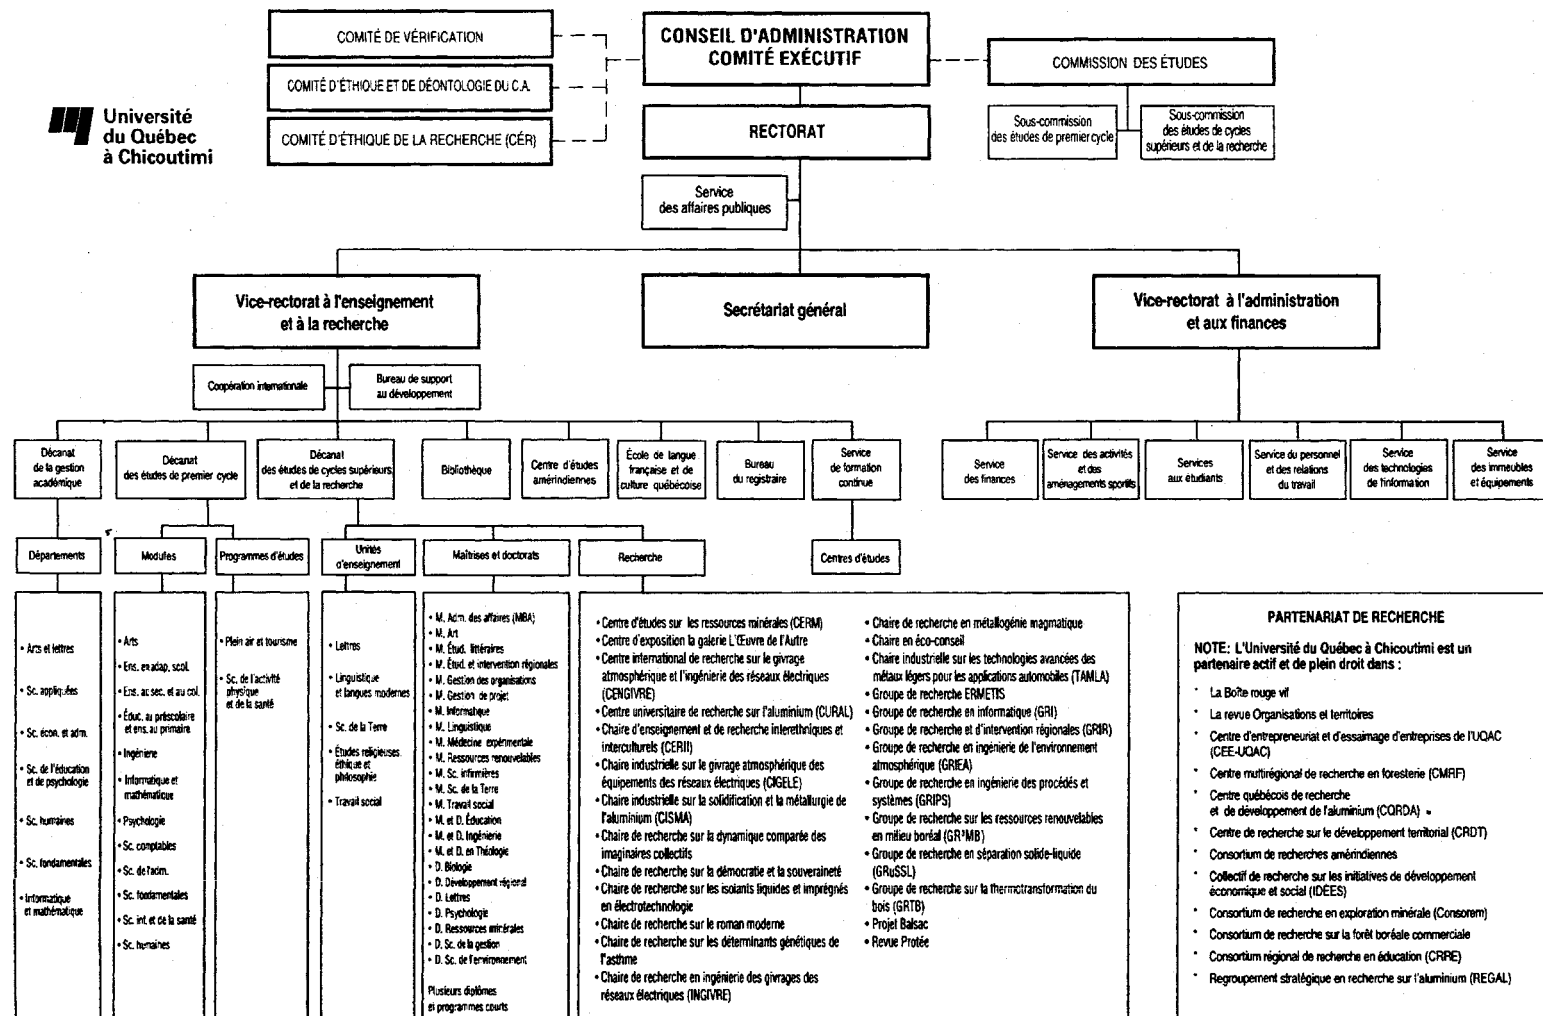 COMITÉ DE VÉRIFICATION
COMITÉ D'ÉTHIQUE ET DE DÉONTOLOGIE DU C.A.
COMITÉ D'ÉTHIQUE DE LA RECHERCHE (CÉR)
CONSEIL D'ADMINISTRATION
COMITÉ EXÉCUTIF
COMMISSION DES ÉTUDES
Sous-commission
des études de premier cycle
Sous-commission
des études de cycles
supérieurs et de la recherche
Université
du Québec
à Chicoutimi
RECTORAT
Service
des affaires publiques
Vice-rectorat à l'enseignement
et à la recherche
Secrétariat général
Vice-rectorat à l'administration
et aux finances
Coopération internationale
Bureau de support
au développement
Décanat
de la gestion
académique
Décanat
des études de premier cycle
Décanat
des études de cycles supérieurs
et de la recherche
Bibliothèque
Centre d'études
amérindiennes
École de langue
française et de
culture québécoise
Bureau
du registraire
Service
de formation
continue
Service
des finances
Service des activités
et des
aménagements sportifs
Services
aux étudiants
Service du personnel
et des relations
du travail
Service
des technologies
de l'information
Service
des immeubles
et équipements
Départements
Modules
Programmes d'études
Unités
d'enseignement
Maîtrises et doctorats
Recherche
Centres d'études
• Arts et lettres
• Sc. appliquées
• Sc. écon. et adm.
• Sc. de l'éducation
et de psychologie
• Sc. humaines
• Sc. fondamentales
• Informatique
et mathématique
• Arts
• Ens. en adap. scol.
• Ens. au sec. et au col.
• Éduc. au préscolaire
et ens. au primaire
• Ingénierie
• Informatique et
mathématique
• Psychologie
• Sc. comptables
• Sc. de l'adm.
• Sc. fondamentales
• Sc. inf. et de la santé
• Sc. humaines
• Plein air et tourisme
• Sc. de l'activité
physique
et de la santé
• Lettres
• Linguistique
et langues modernes
• Sc. de la Terre
• Études religieuses,
éthique et
philosophie
• Travail social
• M. Adm. des affaires (MBA)
• M. Art
• M. Étud. littéraires
• M. Étud. et intervention régionales
• M. Gestion des organisations
• M. Gestion de projet
• M. Informatique
• M. Linguistique
• M. Médecine expérimentale
• M. Ressources renouvelables
• M. Sc. infirmières
• M. Sc. de la Terre
• M. Travail social
• M. et D. Éducation
• M. et D. Ingénierie
• M. et D. en Théologie
• D. Biologie
• D. Développement régional
• D. Lettres
• D. Psychologie
• D. Ressources minérales
• D. Sc. de la gestion
• D. Sc. de l'environnement
Plusieurs diplômes
et programmes courts
• Centre d'études sur les ressources minérales (CERM)
• Centre d'exposition la galerie L'Œuvre de l'Autre
• Centre international de recherche sur le givrage
atmosphérique et l'ingénierie des réseaux électriques
(CENGIVRE)
• Centre universitaire de recherche sur l'aluminium (CURAL)
• Chaire d'enseignement et de recherche interethniques et
interculturels (CERII)
• Chaire industrielle sur le givrage atmosphérique des
équipements des réseaux électriques (CIGELE)
• Chaire industrielle sur la solidification et la métallurgie de
l'aluminium (CISMA)
• Chaire de recherche sur la dynamique comparée des
imaginaires collectifs
• Chaire de recherche sur la démocratie et la souveraineté
• Chaire de recherche sur les isolants liquides et imprégnés
en électrotechnologie
• Chaire de recherche sur le roman moderne
• Chaire de recherche sur les déterminants génétiques de
l'asthme
• Chaire de recherche en ingénierie des givrages des
réseaux électriques (INGIVRE)
• Chaire de recherche en métallogénie magmatique
• Chaire en éco-conseil
• Chaire industrielle sur les technologies avancées des
métaux légers pour les applications automobiles (TAMLA)
• Groupe de recherche ERMETIS
• Groupe de recherche en informatique (GRI)
• Groupe de recherche et d'intervention régionales (GRIR)
• Groupe de recherche en ingénierie de l'environnement
atmosphérique (GRIEA)
• Groupe de recherche en ingénierie des procédés et
systèmes (GRIPS)
• Groupe de recherche sur les ressources renouvelables
en milieu boréal (GR²MB)
• Groupe de recherche en séparation solide-liquide
(GRuSSL)
• Groupe de recherche sur la thermotransformation du
bois (GRTB)
• Projet Balsac
• Revue Protée
PARTENARIAT DE RECHERCHE
NOTE: L'Université du Québec à Chicoutimi est un
partenaire actif et de plein droit dans :
* La Boîte rouge vif
* La revue Organisations et territoires
* Centre d'entrepreneuriat et d'essaimage d'entreprises de l'UQAC
(CEE-UQAC)
* Centre multirégional de recherche en foresterie (CMRF)
* Centre québécois de recherche
et de développement de l'aluminium (CQRDA)
* Centre de recherche sur le développement territorial (CRDT)
* Consortium de recherches amérindiennes
* Collectif de recherche sur les initiatives de développement
économique et social (IDÉES)
* Consortium de recherche en exploration minérale (Consorem)
* Consortium de recherche sur la forêt boréale commerciale
* Consortium régional de recherche en éducation (CRRE)
* Regroupement stratégique en recherche sur l'aluminium (REGAL)